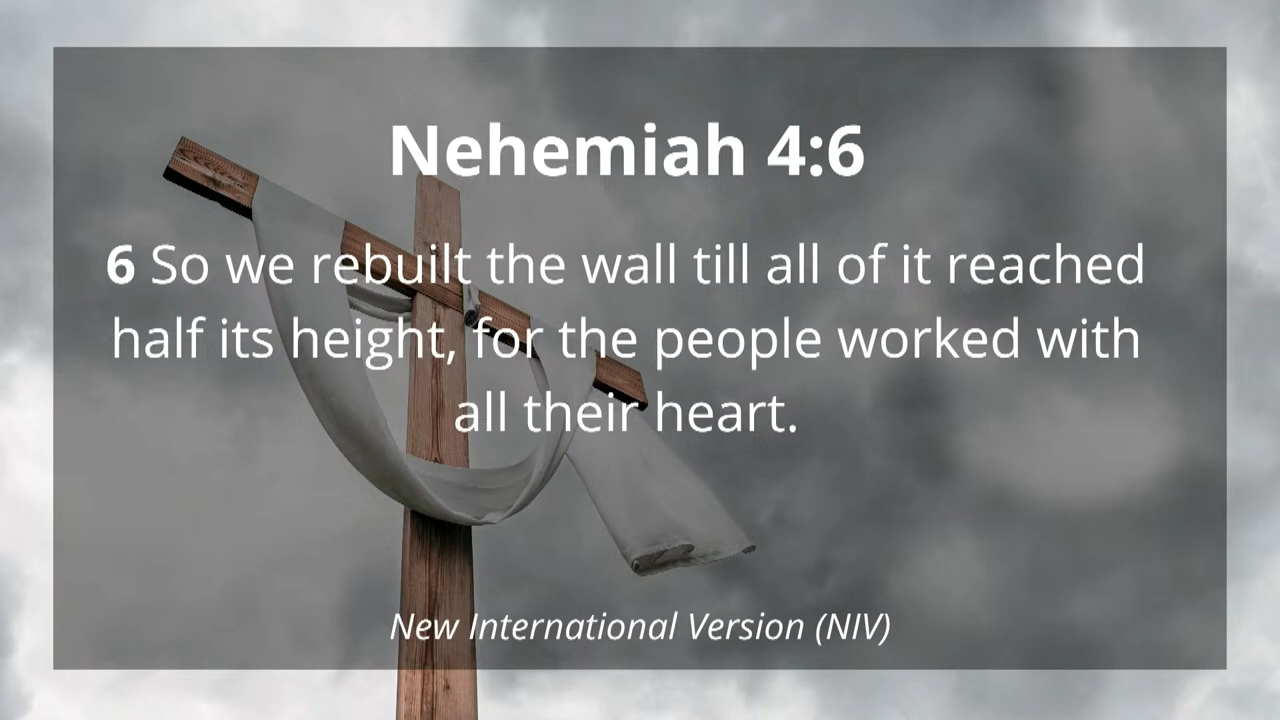 Nehemiah 4:6
6 So we rebuilt the wall till all of it reached
half its height, for the people worked with
all their heart.
New International Version (NIV)